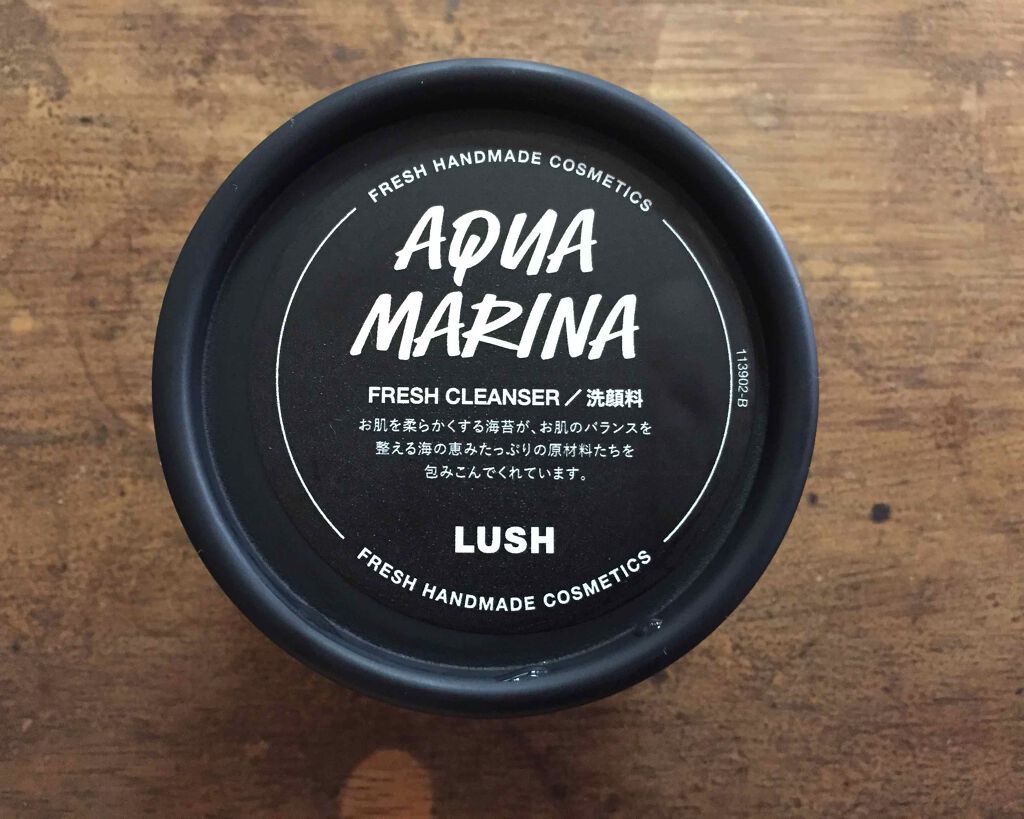 FRESH HANDMADE COSMETICS
AQUA
MARINA
FRESH CLEANSER／洗顔料
お肌を柔らかくする海苔が、お肌のバランスを
整える海の恵みたっぷりの原材料たちを
包みこんでくれています。
LUSH
FRESH HANDMADE COSMETICS
113902-B